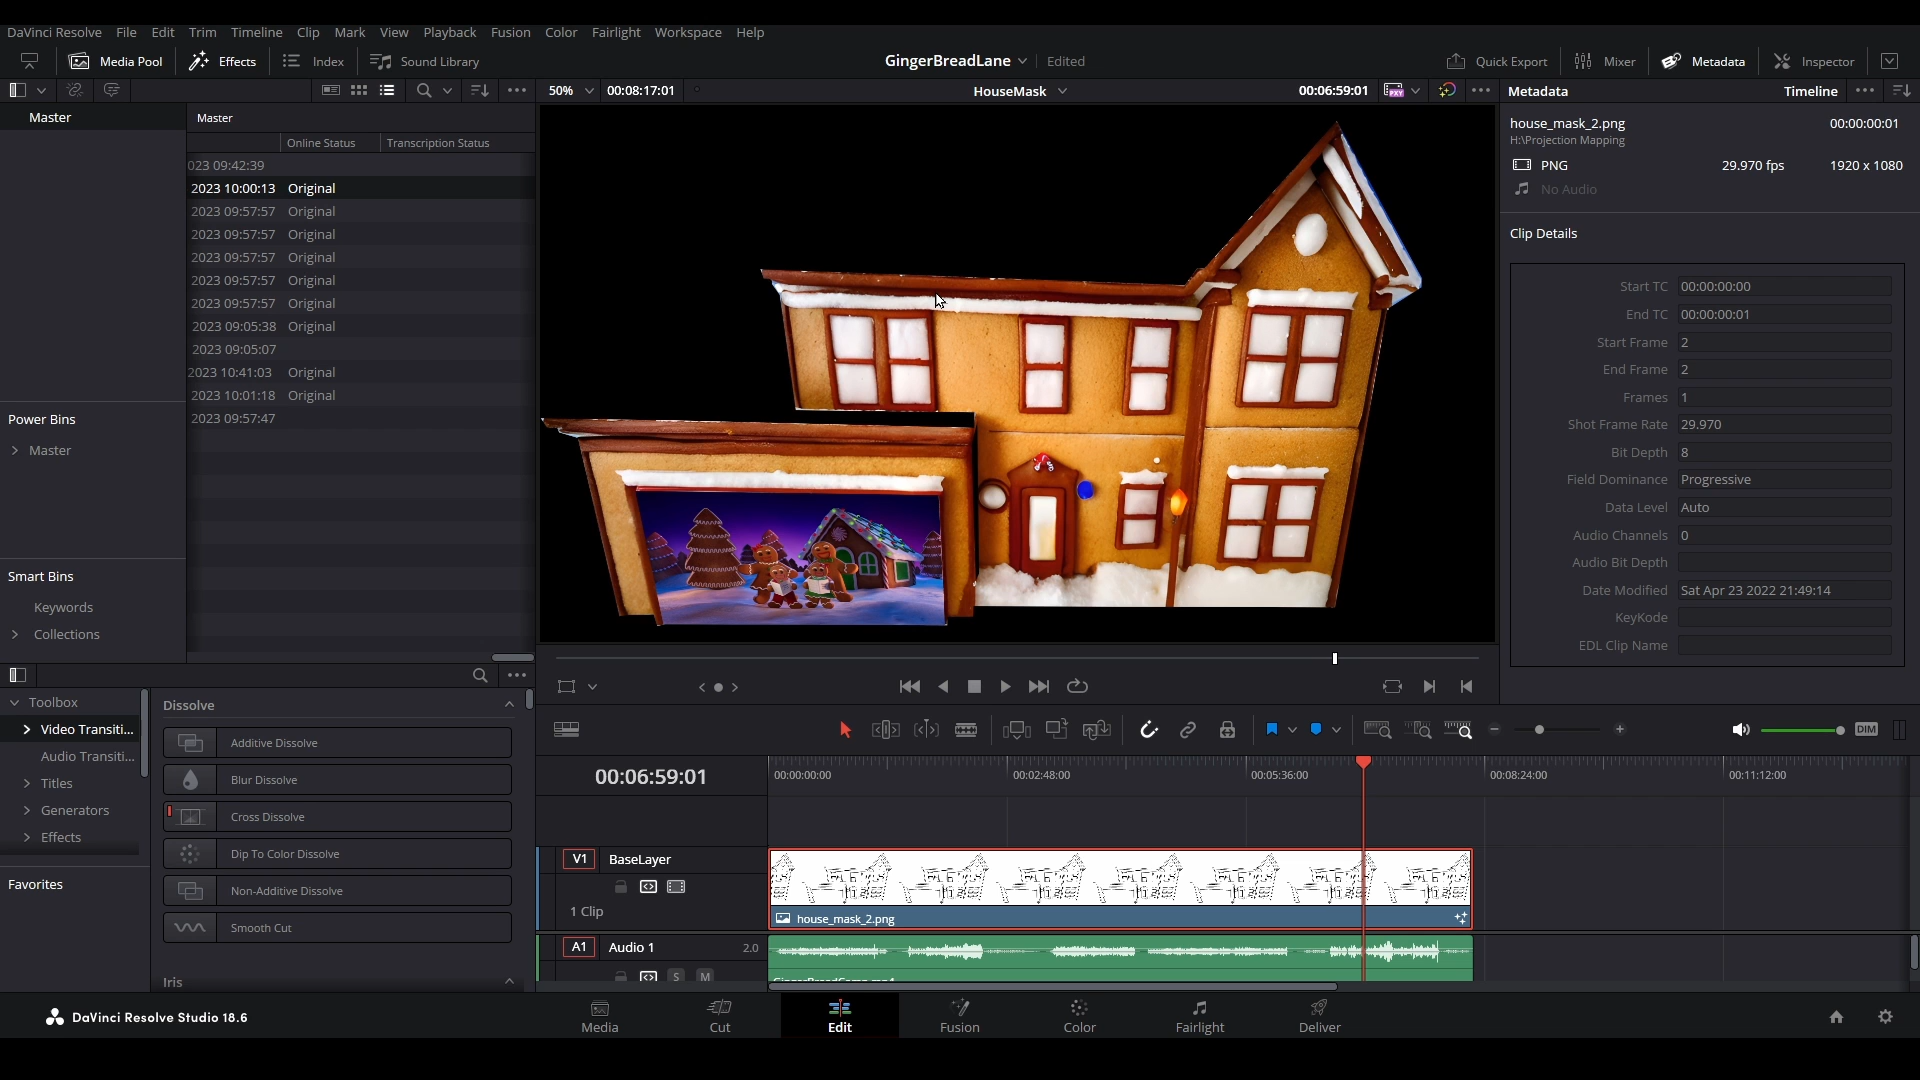 DaVinci Resolve File Edit Trim Timeline Clip Mark View Playback Fusion Color Fairlight Workspace Help
Media Pool Effects Index Sound Library GingerBreadLane Edited Quick Export Mixer Metadata Inspector
50% 00:08:17:01 HouseMask 00:06:59:01 PXY Metadata Timeline
Master
Master
Online Status Transcription Status
023 09:42:39
2023 10:00:13 Original
2023 09:57:57 Original
2023 09:57:57 Original
2023 09:57:57 Original
2023 09:57:57 Original
2023 09:57:57 Original
2023 09:05:38 Original
2023 09:05:07
2023 10:41:03 Original
2023 10:01:18 Original
2023 09:57:47
Power Bins
Master
Smart Bins
Keywords
Collections
house_mask_2.png 00:00:00:01
H:\Projection Mapping
PNG 29.970 fps 1920 x 1080
No Audio
Clip Details
Start TC 00:00:00:00
End TC 00:00:00:01
Start Frame 2
End Frame 2
Frames 1
Shot Frame Rate 29.970
Bit Depth 8
Field Dominance Progressive
Data Level Auto
Audio Channels 0
Audio Bit Depth
Date Modified Sat Apr 23 2022 21:49:14
KeyKode
EDL Clip Name
Toolbox
Video Transiti...
Audio Transiti...
Titles
Generators
Effects
Favorites
Dissolve
Additive Dissolve
Blur Dissolve
Cross Dissolve
Dip To Color Dissolve
Non-Additive Dissolve
Smooth Cut
Iris
DIM
00:06:59:01 00:00:00:00 00:02:48:00 00:05:36:00 00:08:24:00 00:11:12:00
V1 BaseLayer
1 Clip
house_mask_2.png
A1 Audio 1 2.0
S M
DaVinci Resolve Studio 18.6
Media Cut Edit Fusion Color Fairlight Deliver